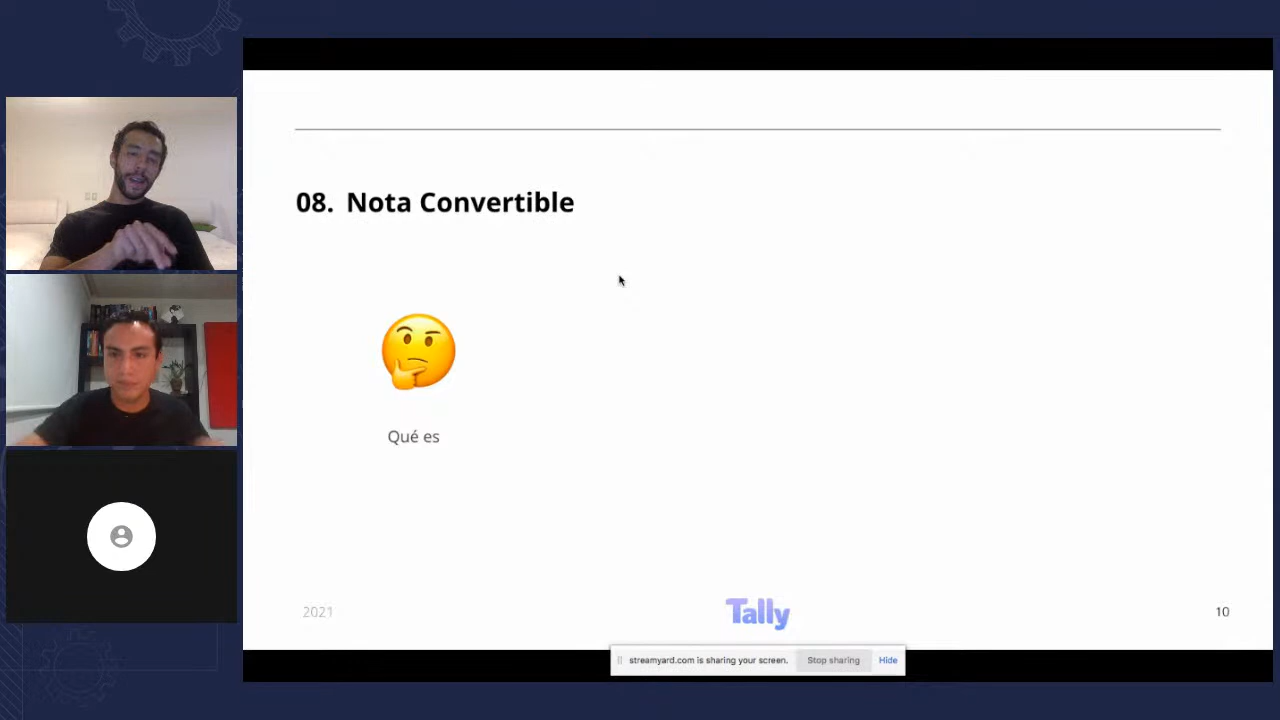 08. Nota Convertible
Qué es
2021
Tally
10
streamyard.com is sharing your screen.
Stop sharing
Hide